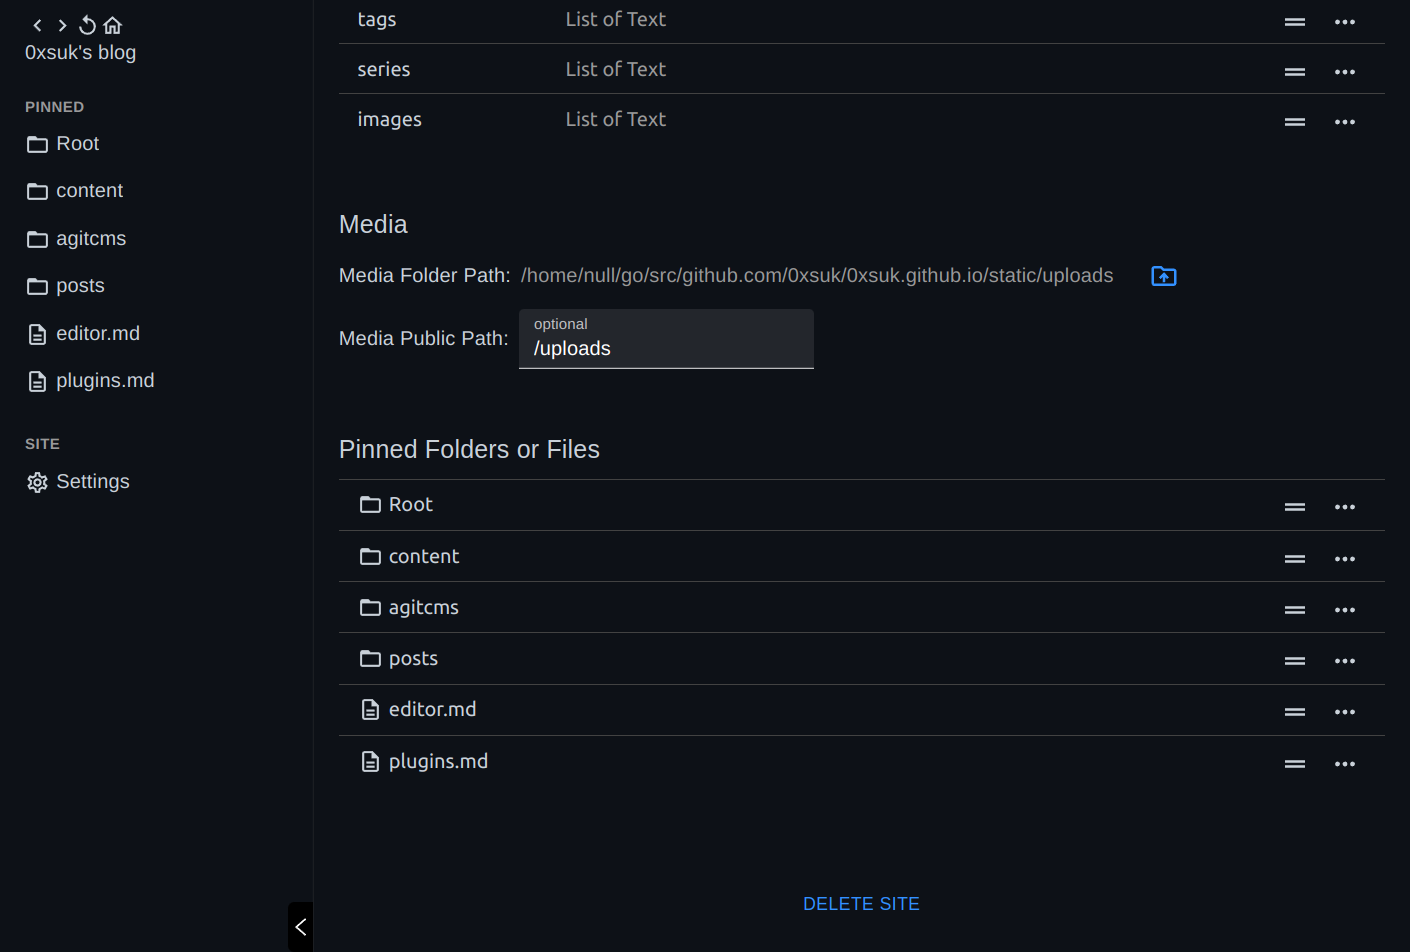 0xsuk's blog
PINNED
Root
content
agitcms
posts
editor.md
plugins.md
SITE
Settings
tags List of Text
series List of Text
images List of Text
Media
Media Folder Path: /home/null/go/src/github.com/0xsuk/0xsuk.github.io/static/uploads
Media Public Path:
optional
/uploads
Pinned Folders or Files
Root
content
agitcms
posts
editor.md
plugins.md
DELETE SITE